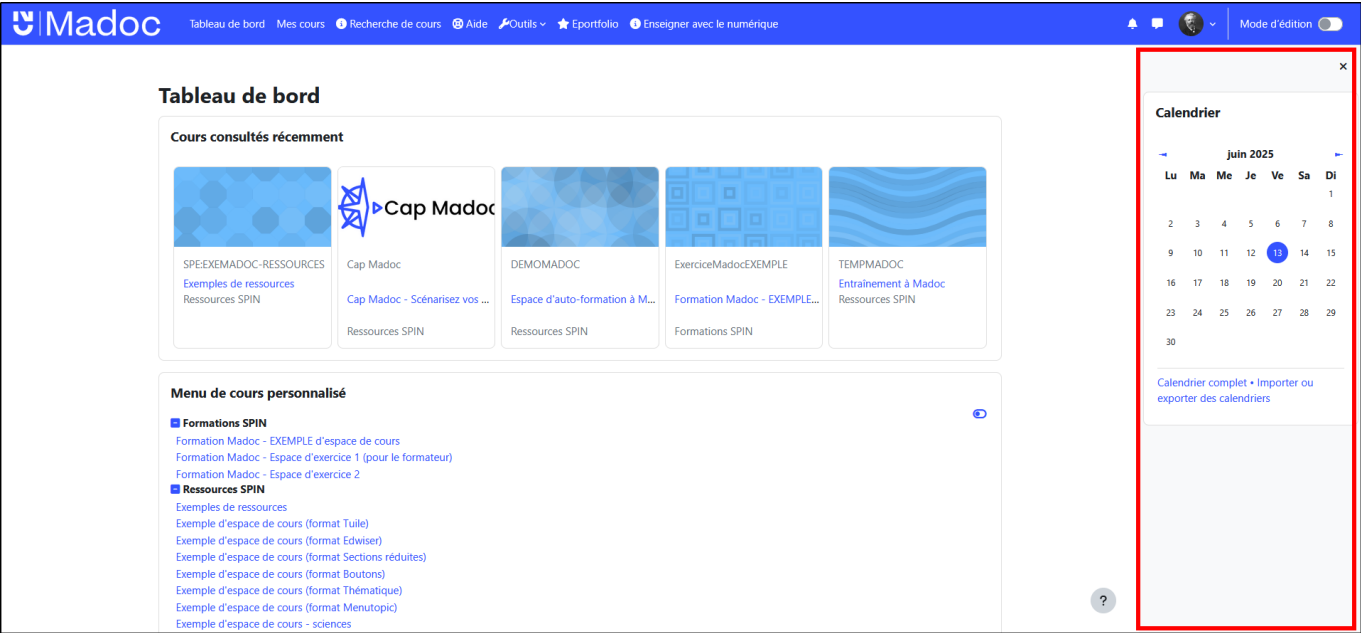 Madoc
Tableau de bord Mes cours Recherche de cours Aide Outils Eportfolio Enseigner avec le numérique
Mode d'édition
Tableau de bord
Cours consultés récemment
Cap Madoc
SPE:EXEMADOC-RESSOURCES
Exemples de ressources
Ressources SPIN
Cap Madoc
Cap Madoc - Scénarisez vos ...
Ressources SPIN
DEMOMADOC
Espace d'auto-formation à M...
Ressources SPIN
ExerciceMadocEXEMPLE
Formation Madoc - EXEMPLE...
Formations SPIN
TEMPMADOC
Entraînement à Madoc
Ressources SPIN
Menu de cours personnalisé
Formations SPIN
Formation Madoc - EXEMPLE d'espace de cours
Formation Madoc - Espace d'exercice 1 (pour le formateur)
Formation Madoc - Espace d'exercice 2
Ressources SPIN
Exemples de ressources
Exemple d'espace de cours (format Tuile)
Exemple d'espace de cours (format Edwiser)
Exemple d'espace de cours (format Sections réduites)
Exemple d'espace de cours (format Boutons)
Exemple d'espace de cours (format Thématique)
Exemple d'espace de cours (format Menutopic)
Exemple d'espace de cours - sciences
?
Calendrier
juin 2025
Lu Ma Me Je Ve Sa Di
1
2 3 4 5 6 7 8
9 10 11 12 13 14 15
16 17 18 19 20 21 22
23 24 25 26 27 28 29
30
Calendrier complet • Importer ou
exporter des calendriers